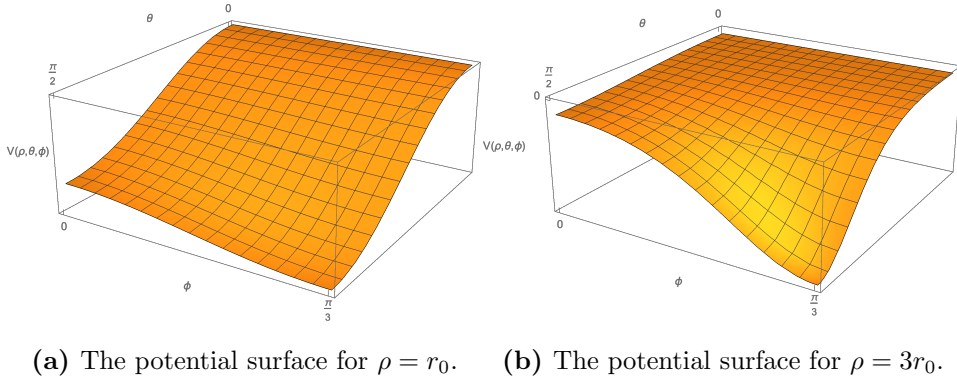 0
θ
π/2
V(ρ,θ,ϕ)
0
ϕ
π/3
0
θ
π/2
0
V(ρ,θ,ϕ)
0
ϕ
π/3
(a) The potential surface for ρ = r₀.
(b) The potential surface for ρ = 3r₀.